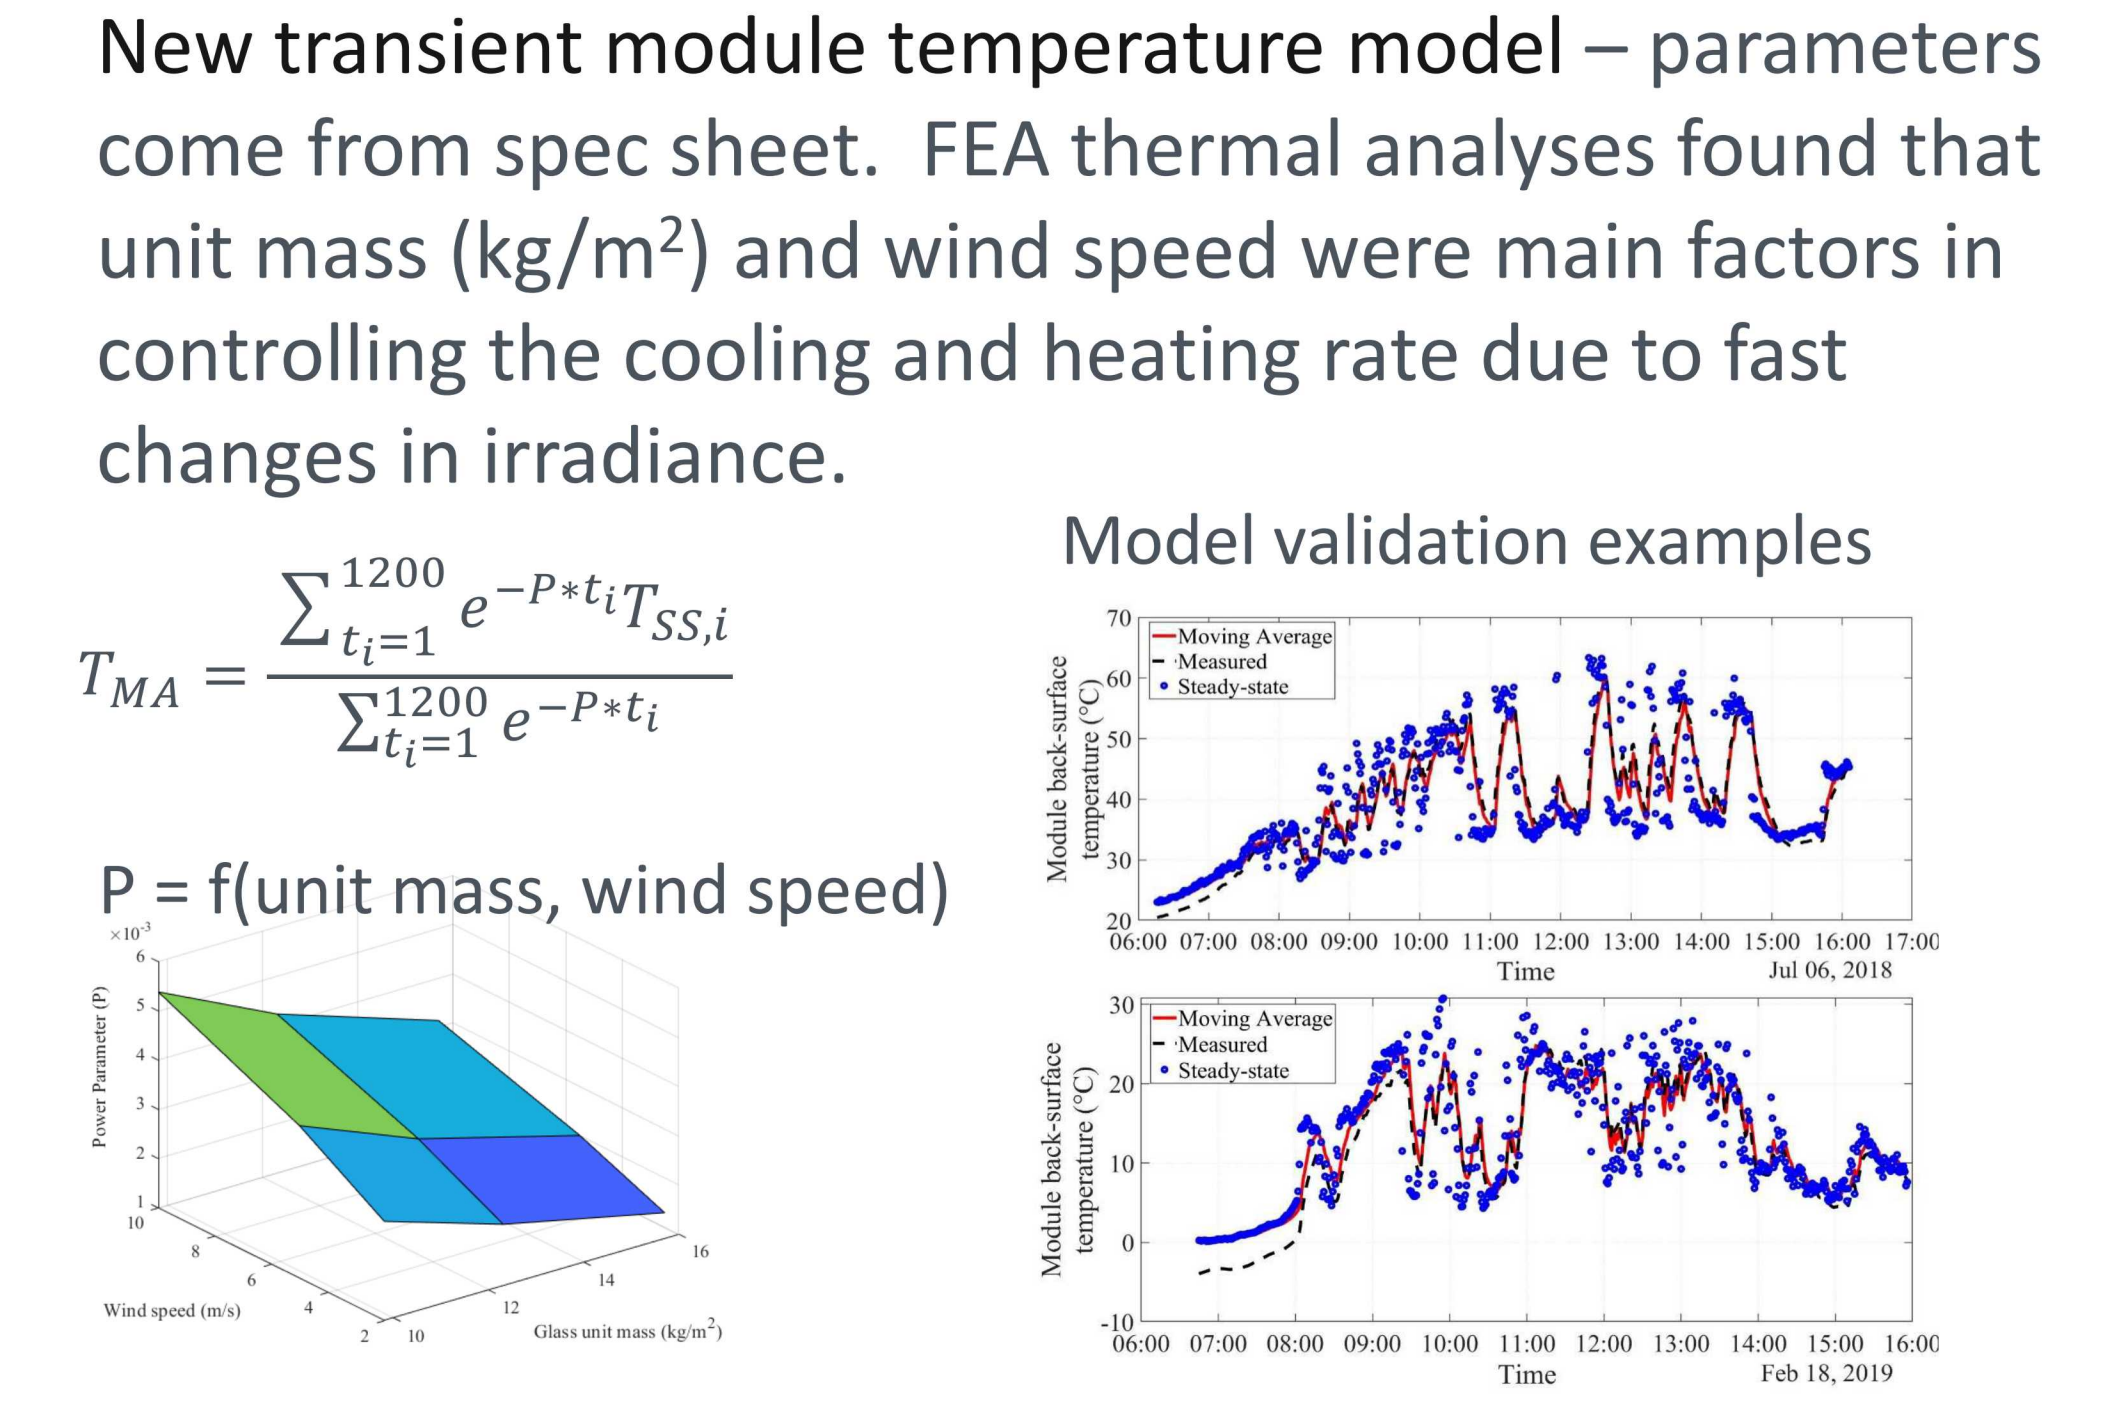 New transient module temperature model – parameters
come from spec sheet. FEA thermal analyses found that
unit mass (kg/m²) and wind speed were main factors in
controlling the cooling and heating rate due to fast
changes in irradiance.
T_MA = \frac{\sum_{t_i=1}^{1200} e^{-P*t_i} T_{SS,i}}{\sum_{t_i=1}^{1200} e^{-P*t_i}}
P = f(unit mass, wind speed)
×10⁻³
6
5
4
3
2
1
Power Parameter (P)
10
8
6
4
2
Wind speed (m/s)
10
12
14
16
Glass unit mass (kg/m²)
Model validation examples
70
60
50
40
30
20
Module back-surface
temperature (°C)
Moving Average
Measured
Steady-state
06:00 07:00 08:00 09:00 10:00 11:00 12:00 13:00 14:00 15:00 16:00 17:00
Time
Jul 06, 2018
30
20
10
0
-10
Module back-surface
temperature (°C)
Moving Average
Measured
Steady-state
06:00 07:00 08:00 09:00 10:00 11:00 12:00 13:00 14:00 15:00 16:00
Time
Feb 18, 2019